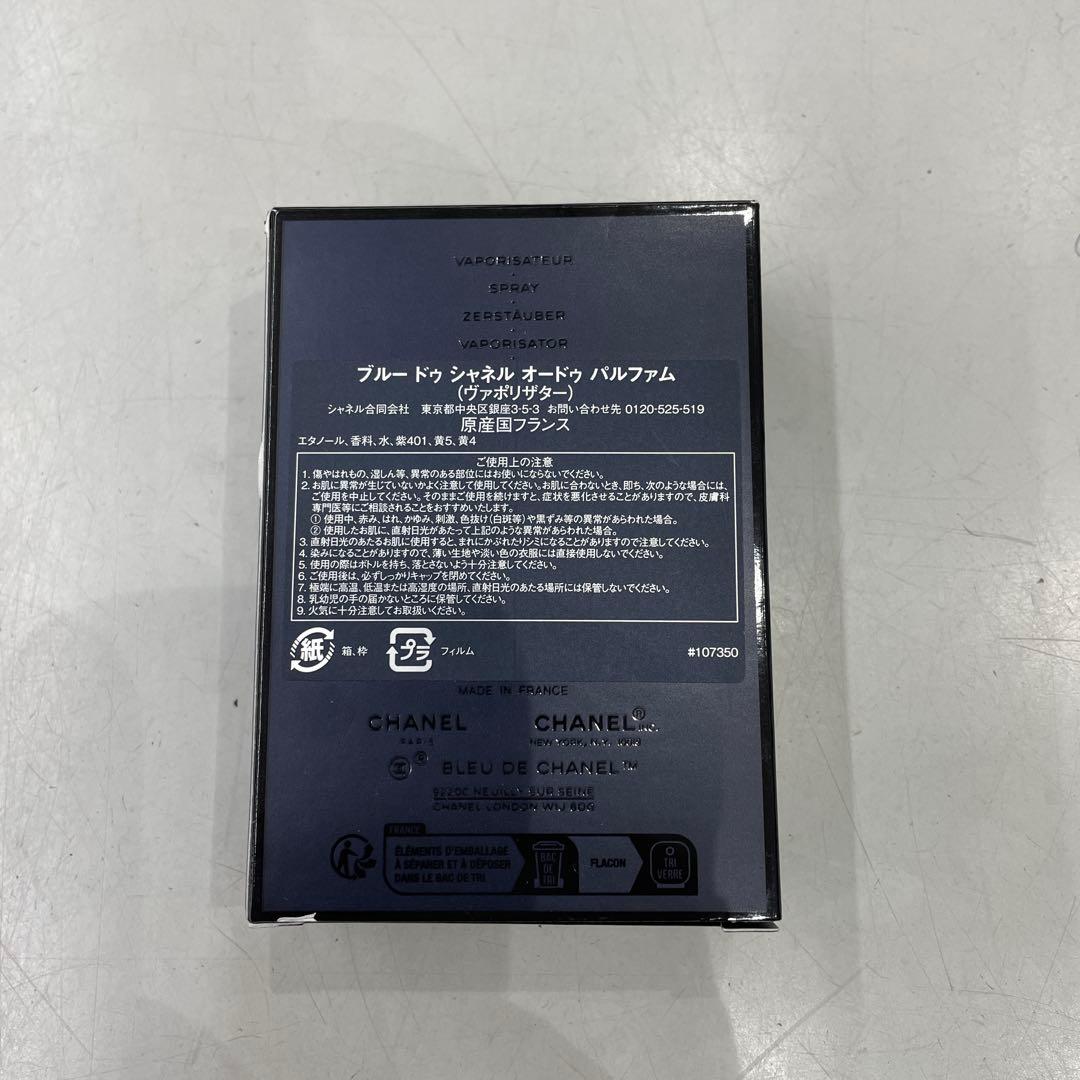 VAPORISATEUR
SPRAY
ZERSTÄUBER
VAPORISATOR
ブルー ドゥ シャネル オードゥ パルファム
(ヴァポリザター)
シャネル合同会社 東京都中央区銀座3-5-3 お問い合わせ先 0120-525-519
原産国フランス
エタノール、香料、水、紫401、黄5、黄4
ご使用上の注意
1. 傷やはれもの、湿しん等、異常のある部位にはお使いにならないでください。
2. お肌に異常が生じていないかよく注意して使用してください。お肌に合わないとき、即ち、次のような場合には、
ご使用を中止してください。そのままご使用を続けますと、症状を悪化させることがありますので、皮膚科
専門医等にご相談されることをおすすめいたします。
① 使用中、赤み、はれ、かゆみ、刺激、色抜け(白斑等)や黒ずみ等の異常があらわれた場合。
② 使用したお肌に、直射日光があたって上記のような異常があらわれた場合。
3. 直射日光のあたるお肌に使用すると、まれにかぶれたりシミになることがありますので注意してください。
4. 染みになることがありますので、薄い生地や淡い色の衣服には直接使用しないでください。
5. 使用の際はボトルを持ち、落とさないよう十分注意してください。
6. ご使用後は、必ずしっかりキャップを閉めてください。
7. 極端に高温、低温または高湿度の場所、直射日光のあたる場所には保管しないでください。
8. 乳幼児の手の届かないところに保管してください。
9. 火気に十分注意してお取扱いください。
紙 箱、枠 プラ フィルム #107350
MADE IN FRANCE
CHANEL CHANEL® INC.
PARIS NEW YORK, N.Y. 10019
© BLEU DE CHANEL™
92200 NEUILLY SUR SEINE
CHANEL LONDON W1J 6DG
FRANCE
ÉLÉMENTS D'EMBALLAGE
À SÉPARER ET À DÉPOSER
DANS LE BAC DE TRI
BAC
DE
TRI
FLACON
TRI
VERRE